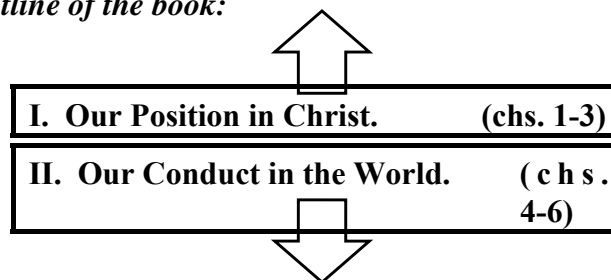 tline of the book:
I. Our Position in Christ. (chs. 1-3)
II. Our Conduct in the World. ( c h s .
4-6)